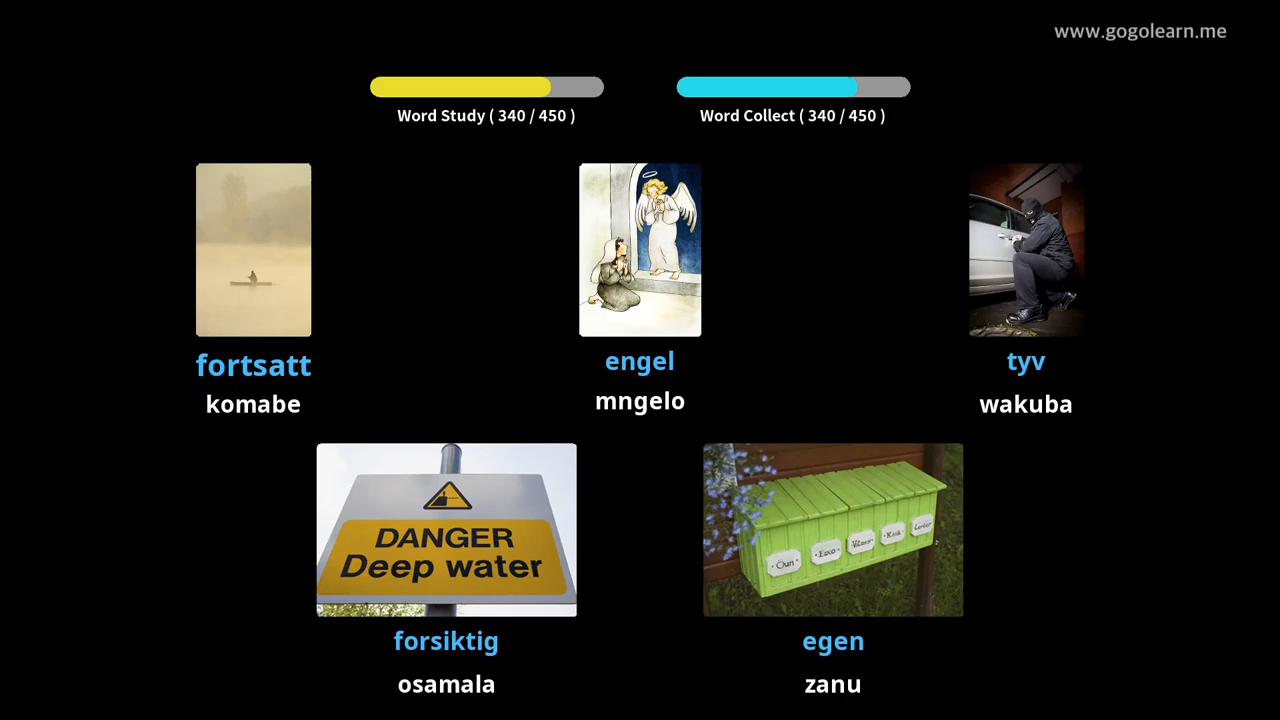 www.gogolearn.me
Word Study ( 340 / 450 )
Word Collect ( 340 / 450 )
fortsatt
komabe
engel
mngelo
tyv
wakuba
DANGER
Deep water
forsiktig
osamala
egen
zanu